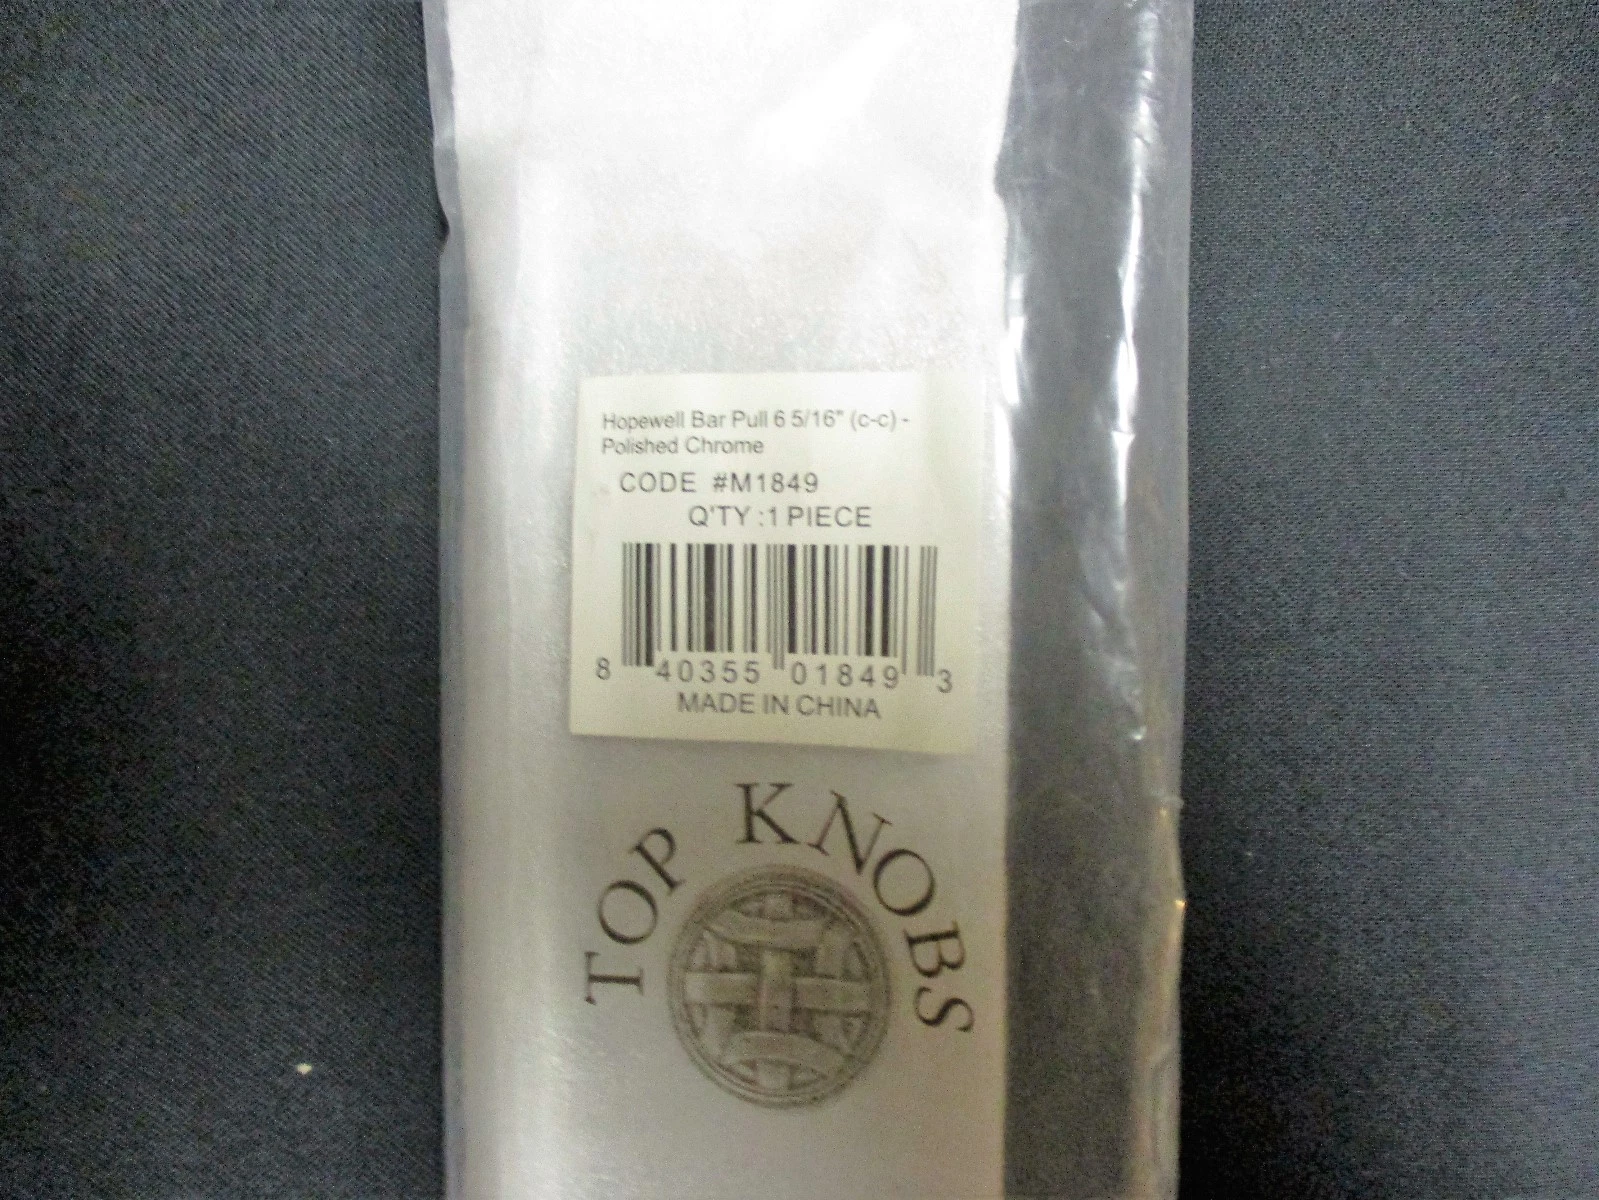 Hopewell Bar Pull 6 5/16" (c-c) -
Polished Chrome
CODE #M1849
Q'TY :1 PIECE
8 40355 01849 3
MADE IN CHINA
TOP KNOBS